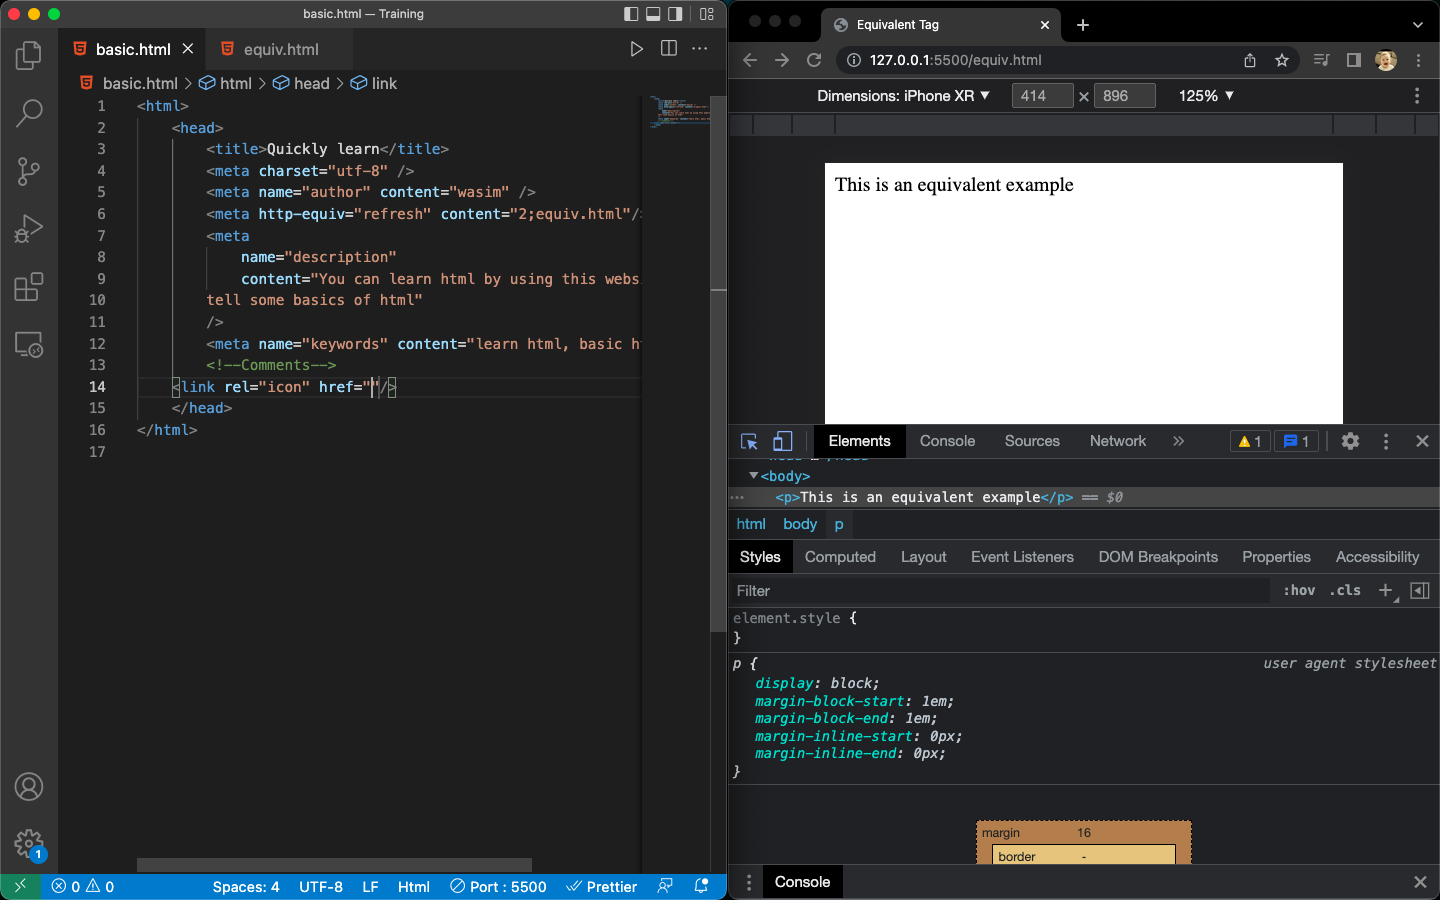 basic.html — Training
basic.html
equiv.html
basic.html > html > head > link
1 <html>
2 <head>
3 <title>Quickly learn</title>
4 <meta charset="utf-8" />
5 <meta name="author" content="wasim" />
6 <meta http-equiv="refresh" content="2;equiv.html"/>
7 <meta
8 name="description"
9 content="You can learn html by using this webs
10 tell some basics of html"
11 />
12 <meta name="keywords" content="learn html, basic h
13 <!--Comments-->
14 <link rel="icon" href=""/>
15 </head>
16 </html>
17
1
0 0
Spaces: 4
UTF-8
LF
Html
Port : 5500
Prettier
Equivalent Tag
127.0.0.1:5500/equiv.html
Dimensions: iPhone XR ▼ 414 × 896 125% ▼
This is an equivalent example
Elements Console Sources Network » 1 1
▼<body>
<p>This is an equivalent example</p> == $0
html body p
Styles Computed Layout Event Listeners DOM Breakpoints Properties Accessibility
Filter :hov .cls +
element.style {
}
p { user agent stylesheet
display: block;
margin-block-start: 1em;
margin-block-end: 1em;
margin-inline-start: 0px;
margin-inline-end: 0px;
}
margin 16
border -
Console